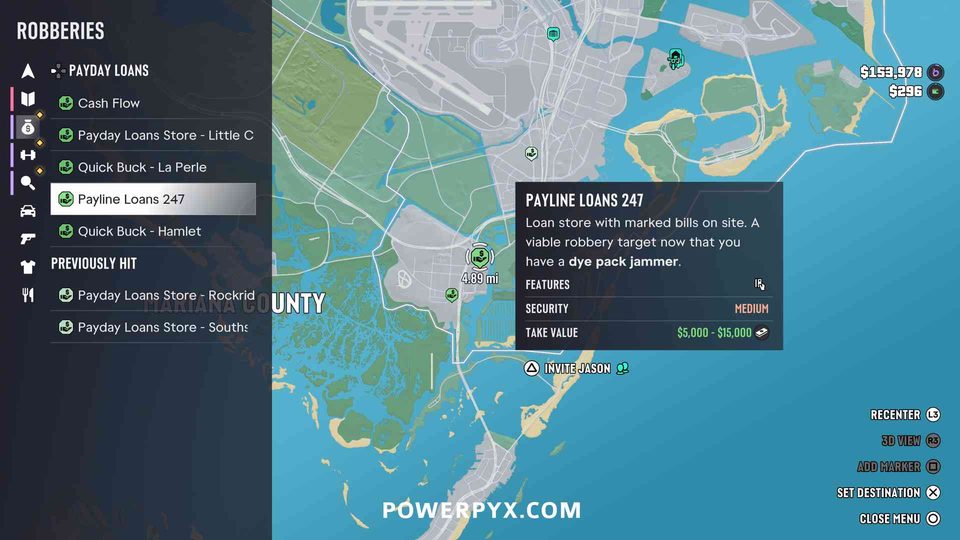 ROBBERIES
PAYDAY LOANS
Cash Flow
Payday Loans Store - Little C
Quick Buck - La Perle
Payline Loans 247
Quick Buck - Hamlet
PREVIOUSLY HIT
Payday Loans Store - Rockrid
Payday Loans Store - Souths
MARIANA COUNTY
4.89 mi
PAYLINE LOANS 247
Loan store with marked bills on site. A
viable robbery target now that you
have a dye pack jammer.
FEATURES
SECURITY MEDIUM
TAKE VALUE $5,000 - $15,000
INVITE JASON
$153,978
$296
RECENTER L3
3D VIEW R3
ADD MARKER
SET DESTINATION
CLOSE MENU
POWERPYX.COM